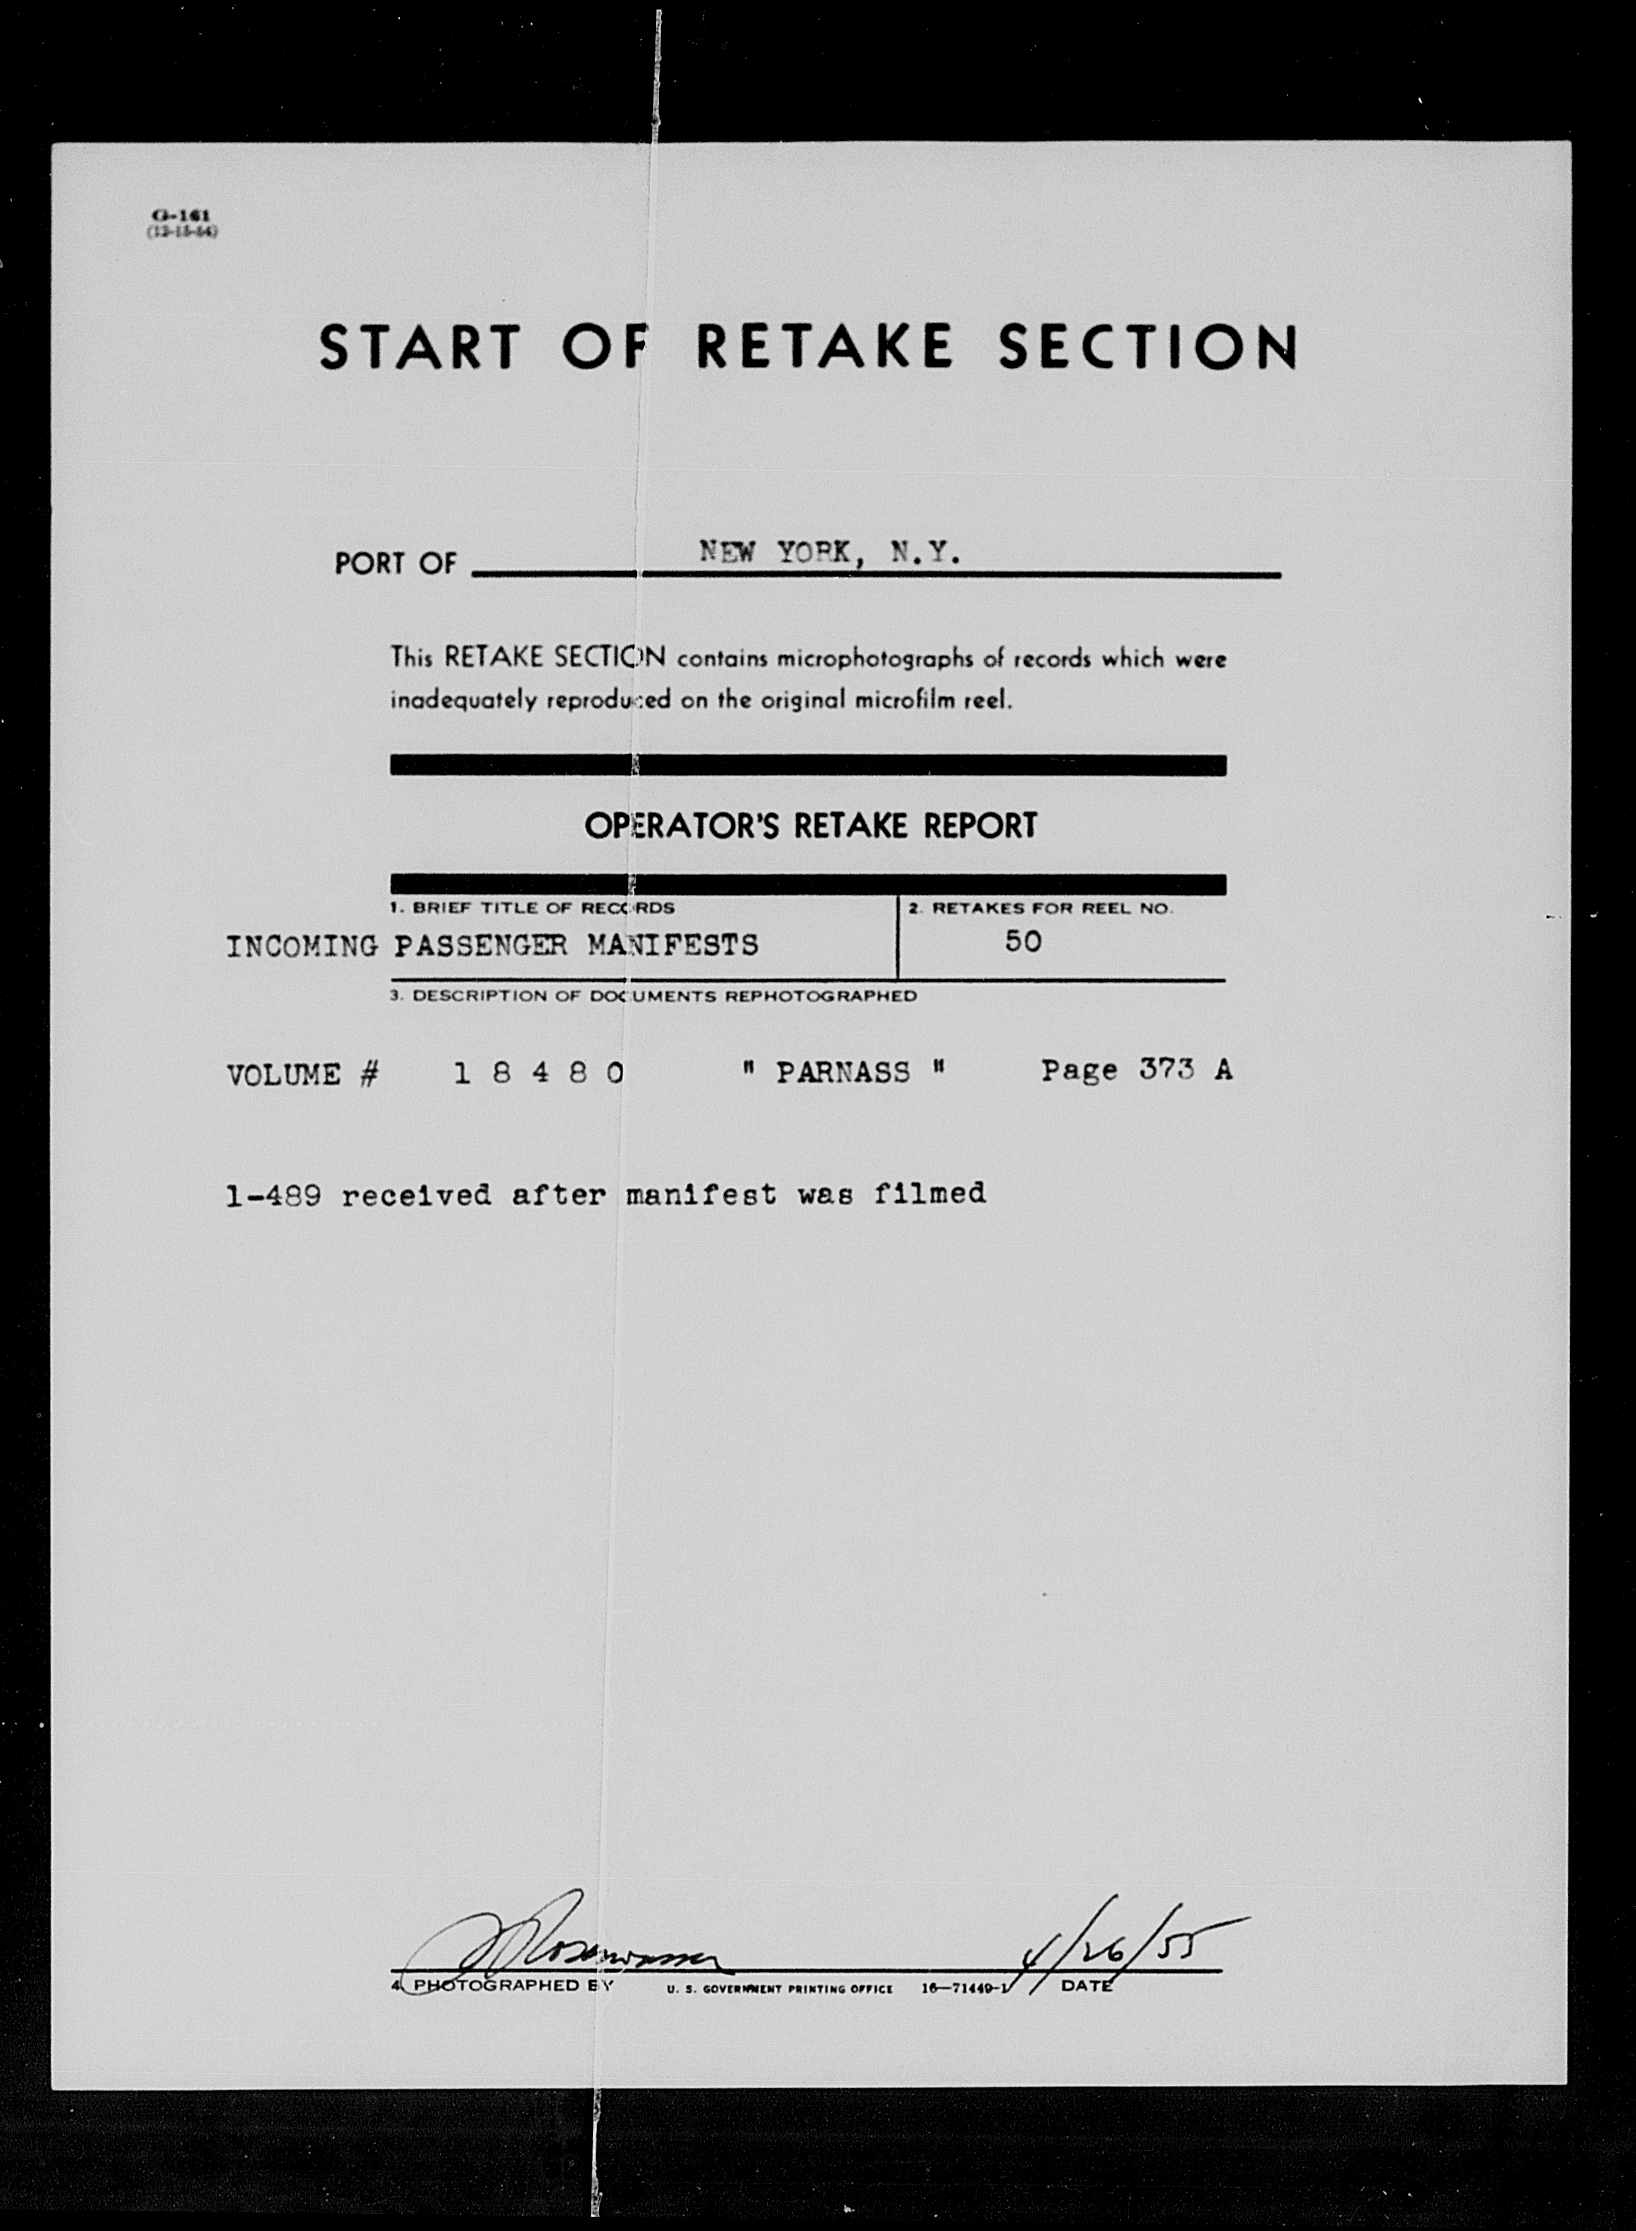 G-161
(12-15-54)
START OF RETAKE SECTION
PORT OF NEW YORK, N.Y.
This RETAKE SECTION contains microphotographs of records which were
inadequately reproduced on the original microfilm reel.
OPERATOR'S RETAKE REPORT
1. BRIEF TITLE OF RECORDS 2. RETAKES FOR REEL NO.
INCOMING PASSENGER MANIFESTS 50
3. DESCRIPTION OF DOCUMENTS REPHOTOGRAPHED
VOLUME # 1 8 4 8 0 " PARNASS " Page 373 A
1-489 received after manifest was filmed
Rosenwasser 4/26/55
4. PHOTOGRAPHED BY U. S. GOVERNMENT PRINTING OFFICE 16—71449-1 DATE